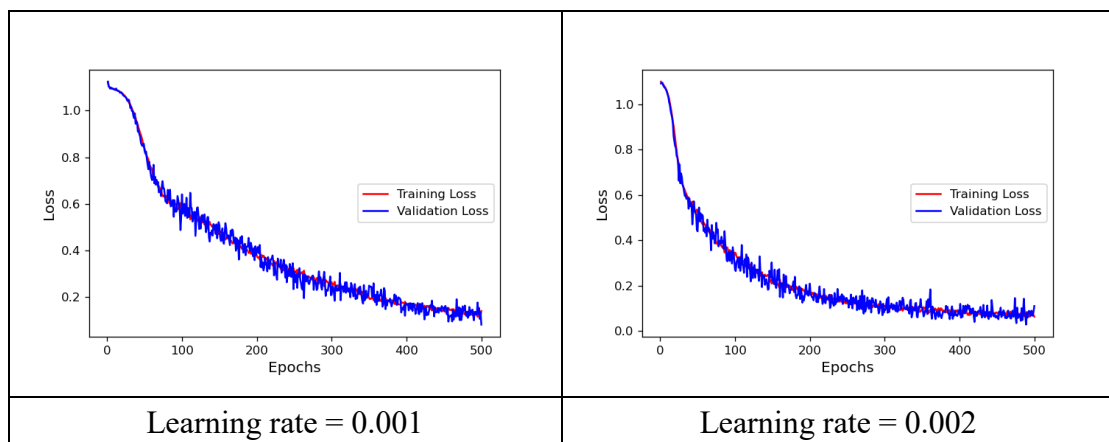 1.0
0.8
0.6
0.4
0.2
Loss
0 100 200 300 400 500
Epochs
Training Loss
Validation Loss
Learning rate = 0.001
1.0
0.8
0.6
0.4
0.2
0.0
Loss
0 100 200 300 400 500
Epochs
Training Loss
Validation Loss
Learning rate = 0.002